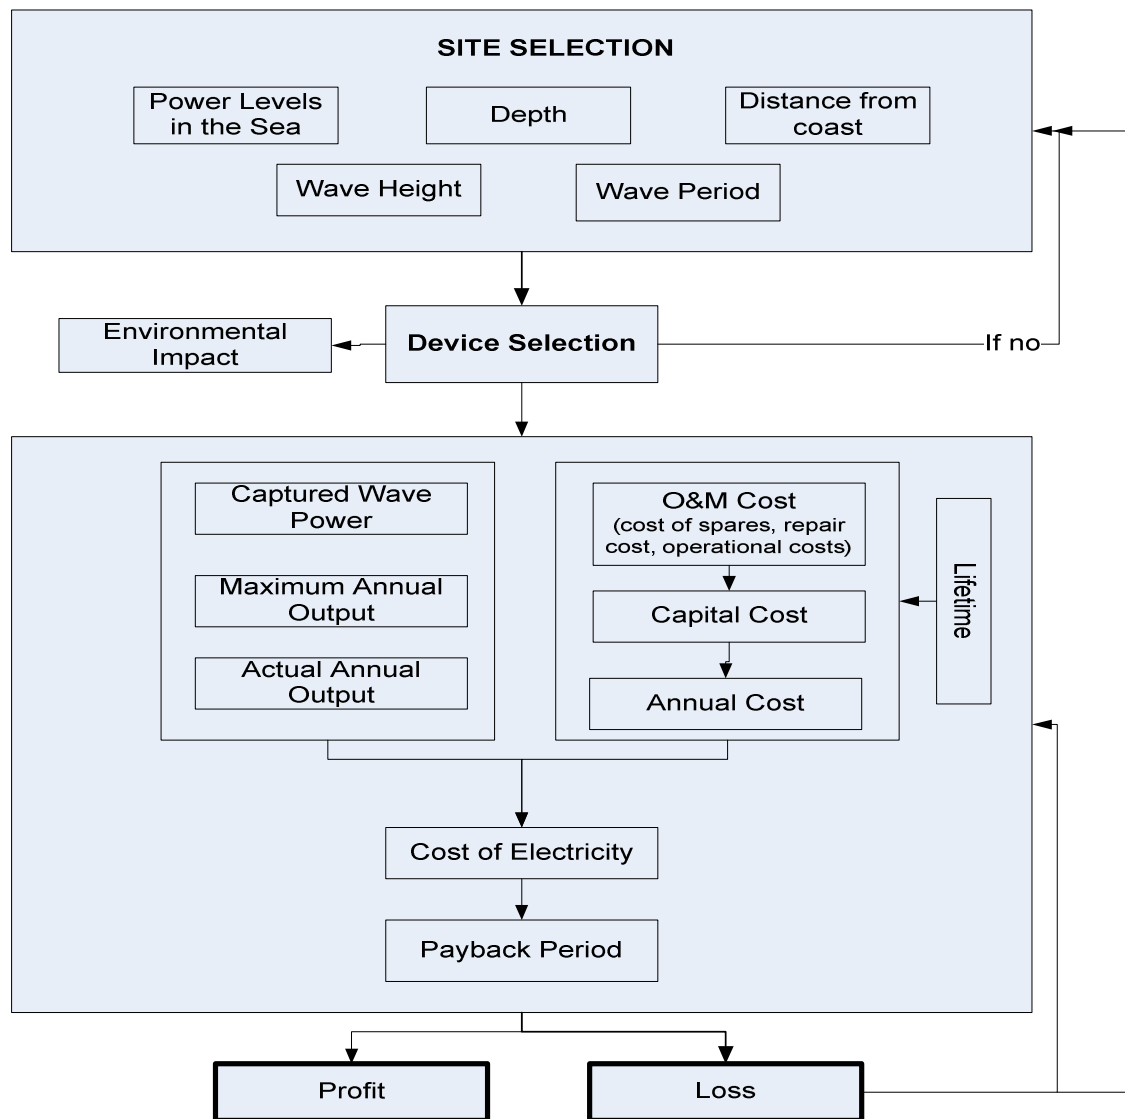 SITE SELECTION
Power Levels
in the Sea
Depth
Distance from
coast
Wave Height
Wave Period
Environmental
Impact
Device Selection
If no
Captured Wave
Power
Maximum Annual
Output
Actual Annual
Output
O&M Cost
(cost of spares, repair
cost, operational costs)
Capital Cost
Annual Cost
Lifetime
Cost of Electricity
Payback Period
Profit
Loss